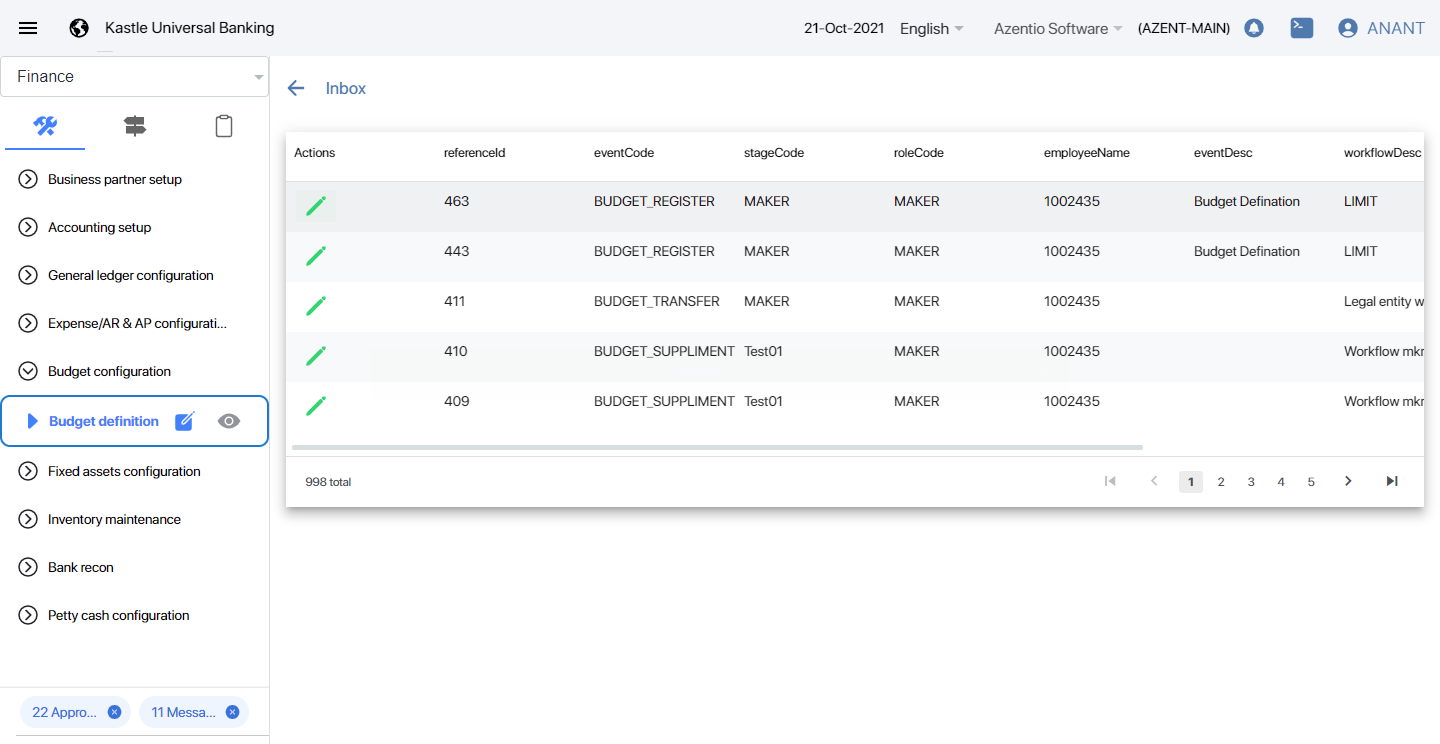 Kastle Universal Banking 21-Oct-2021 English Azentio Software (AZENT-MAIN) ANANT
Finance
Business partner setup
Accounting setup
General ledger configuration
Expense/AR & AP configurati...
Budget configuration
Budget definition
Fixed assets configuration
Inventory maintenance
Bank recon
Petty cash configuration
22 Appro... 11 Messa...
Inbox
Actions referenceId eventCode stageCode roleCode employeeName eventDesc workflowDesc
463 BUDGET_REGISTER MAKER MAKER 1002435 Budget Defination LIMIT
443 BUDGET_REGISTER MAKER MAKER 1002435 Budget Defination LIMIT
411 BUDGET_TRANSFER MAKER MAKER 1002435 Legal entity w
410 BUDGET_SUPPLIMENT Test01 MAKER 1002435 Workflow mkr
409 BUDGET_SUPPLIMENT Test01 MAKER 1002435 Workflow mkr
998 total 1 2 3 4 5